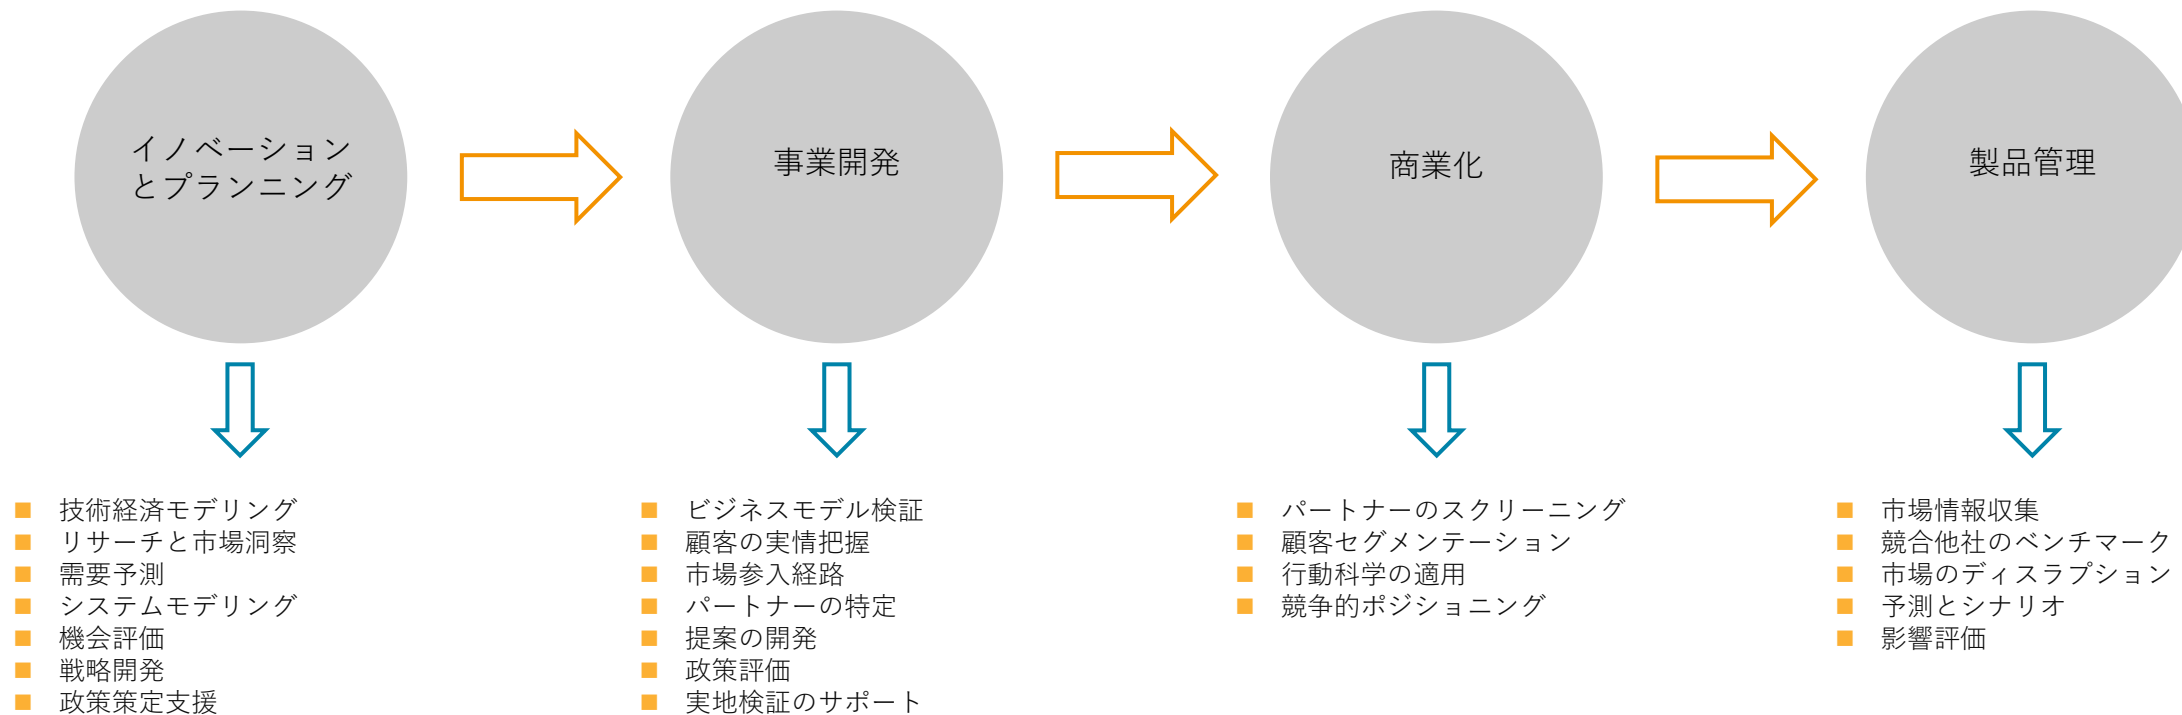 イノベーション
とプランニング
事業開発
商業化
製品管理
技術経済モデリング
リサーチと市場洞察
需要予測
システムモデリング
機会評価
戦略開発
政策策定支援
ビジネスモデル検証
顧客の実情把握
市場参入経路
パートナーの特定
提案の開発
政策評価
実地検証のサポート
パートナーのスクリーニング
顧客セグメンテーション
行動科学の適用
競争的ポジショニング
市場情報収集
競合他社のベンチマーク
市場のディスラプション
予測とシナリオ
影響評価